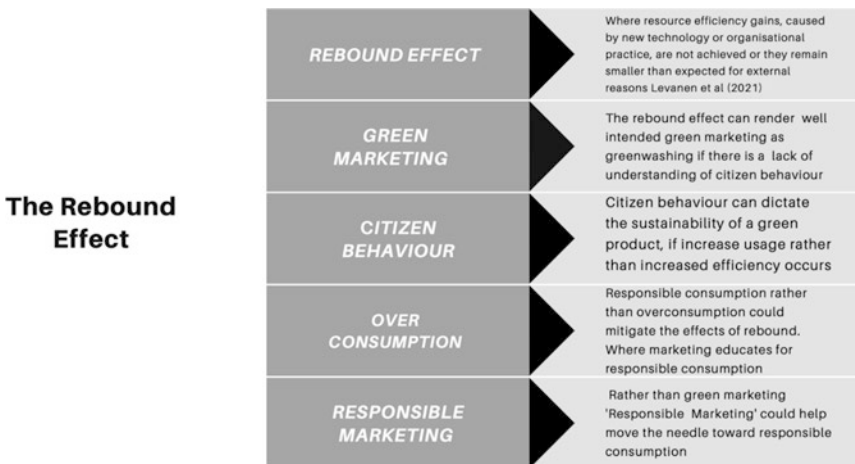 The Rebound
Effect
REBOUND EFFECT
Where resource efficiency gains, caused
by new technology or organisational
practice, are not achieved or they remain
smaller than expected for external
reasons Levanen et al (2021)
GREEN
MARKETING
The rebound effect can render well
intended green marketing as
greenwashing if there is a lack of
understanding of citizen behaviour
CITIZEN
BEHAVIOUR
Citizen behaviour can dictate
the sustainability of a green
product, if increase usage rather
than increased efficiency occurs
OVER
CONSUMPTION
Responsible consumption rather
than overconsumption could
mitigate the effects of rebound.
Where marketing educates for
responsible consumption
RESPONSIBLE
MARKETING
Rather than green marketing
'Responsible Marketing' could help
move the needle toward responsible
consumption